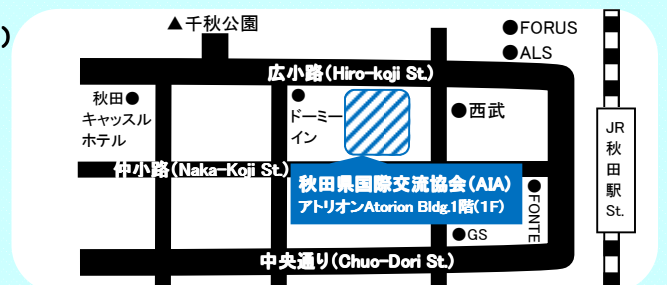 )
▲千秋公園
●FORUS
●ALS
広小路(Hiro-koji St.)
秋田●
キャッスル
ホテル
●
ドーミー
イン
●西武
JR
秋
田
駅
St.
仲小路(Naka-Koji St.)
秋田県国際交流協会(AIA)
アトリオンAtorion Bldg.1階(1F)
●FONTE
●GS
中央通り(Chuo-Dori St.)